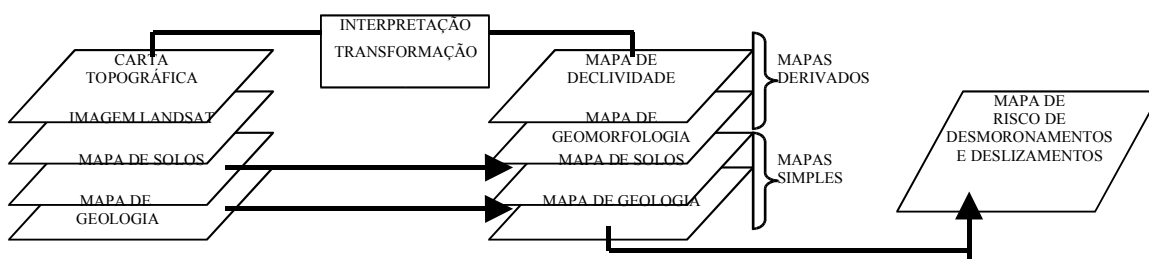 INTERPRETAÇÃO
TRANSFORMAÇÃO
CARTA
TOPOGRÁFICA
IMAGEM LANDSAT
MAPA DE SOLOS
MAPA DE
GEOLOGIA
MAPA DE
DECLIVIDADE
MAPA DE
GEOMORFOLOGIA
MAPA DE SOLOS
MAPA DE GEOLOGIA
MAPAS
DERIVADOS
MAPAS
SIMPLES
MAPA DE
RISCO DE
DESMORONAMENTOS
E DESLIZAMENTOS